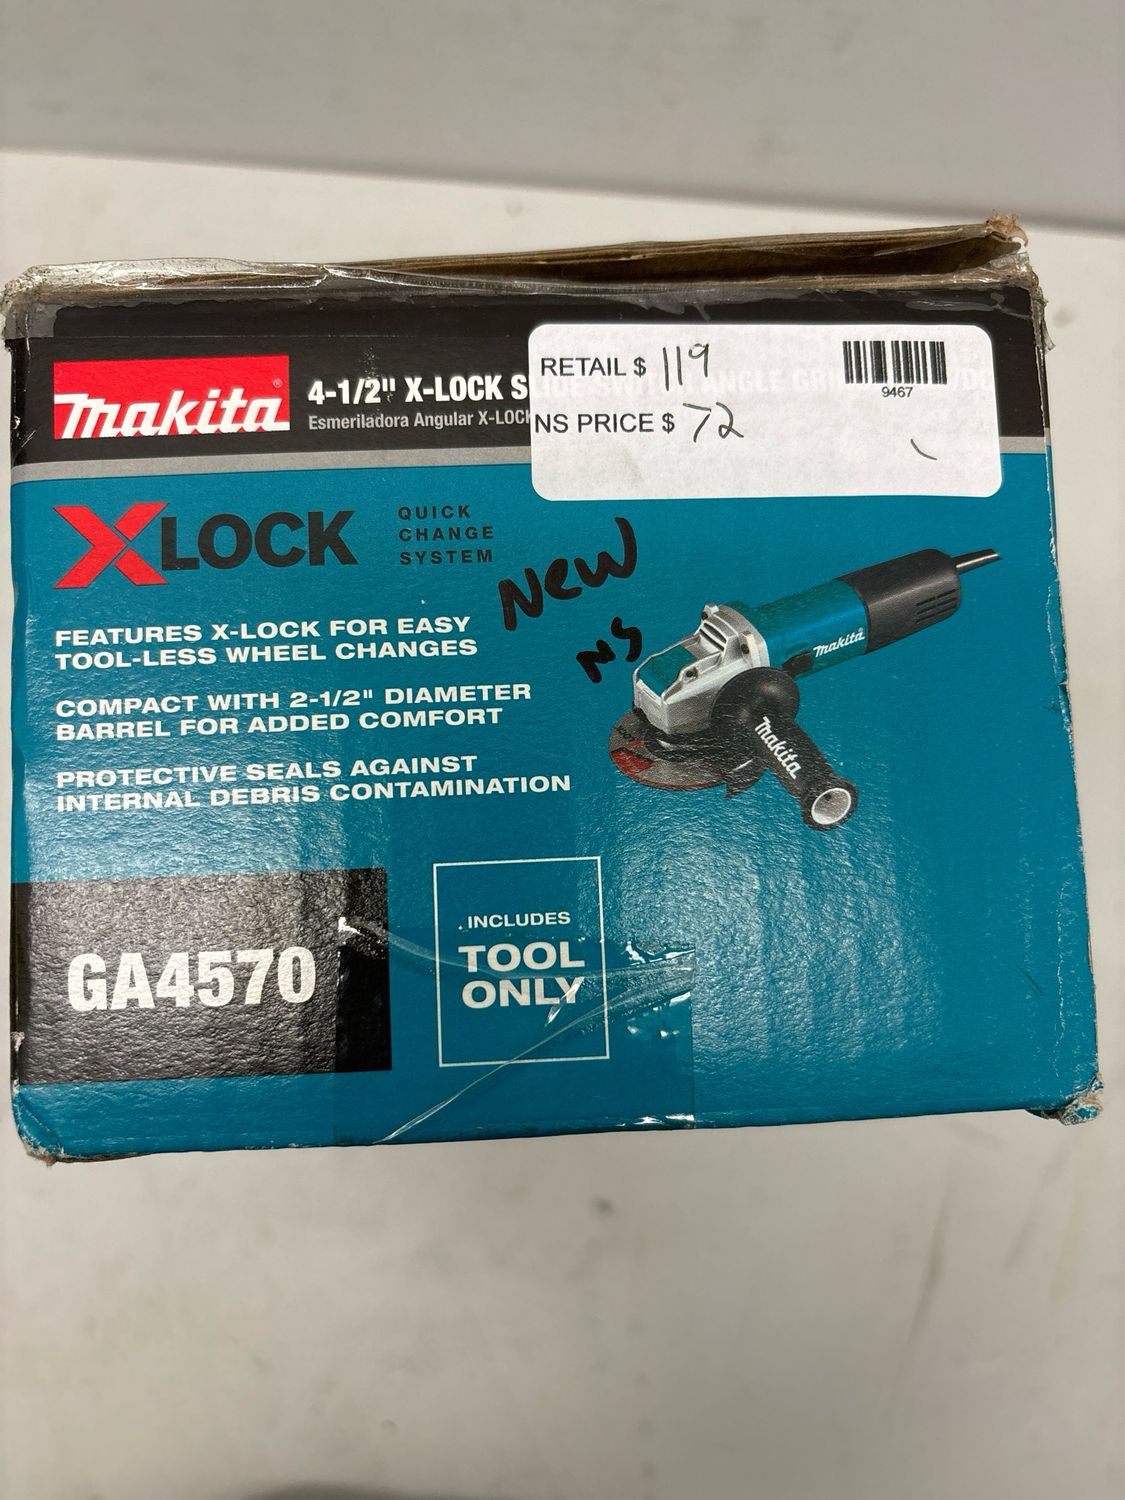 makita®
4-1/2" X-LOCK
Esmeriladora Angular X-LOCK
RETAIL $ 119
NS PRICE $ 72
9467
XLOCK
QUICK
CHANGE
SYSTEM
New
NS
FEATURES X-LOCK FOR EASY
TOOL-LESS WHEEL CHANGES
COMPACT WITH 2-1/2" DIAMETER
BARREL FOR ADDED COMFORT
PROTECTIVE SEALS AGAINST
INTERNAL DEBRIS CONTAMINATION
makita
makita
GA4570
INCLUDES
TOOL
ONLY